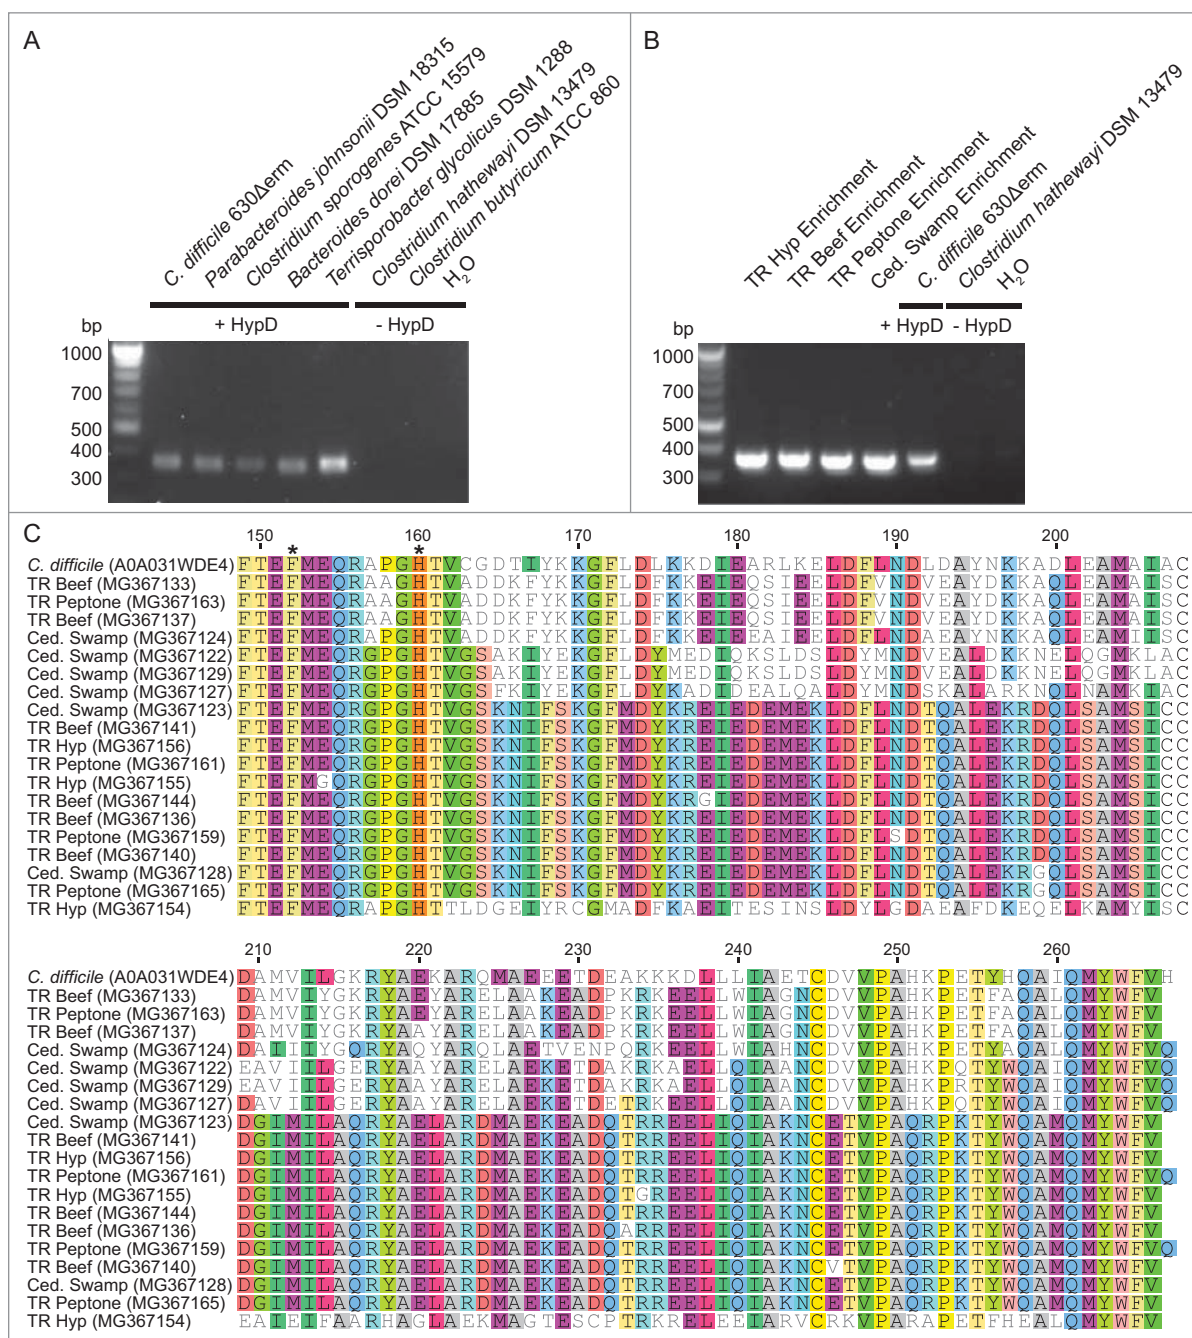 A
C. difficile 630Δerm
Parabacteroides johnsonii DSM 18315
Clostridium sporogenes ATCC 15579
Bacteroides dorei DSM 17885
Terrisporobacter glycolicus DSM 1288
Clostridium hathewayi DSM 13479
Clostridium butyricum ATCC 860
H2O
+ HypD - HypD
bp
1000
700
500
400
300
B
TR Hyp Enrichment
TR Beef Enrichment
TR Peptone Enrichment
Ced. Swamp Enrichment
C. difficile 630Δerm
Clostridium hathewayi DSM 13479
H2O
+ HypD - HypD
bp
1000
700
500
400
300
C
150 160 170 180 190 200
* *
C. difficile (A0A031WDE4) FTEFMEQRAPGHTVCGDTIYKKGFLDLKKDIEARLKELDFLNDLDAYNKKADLEAMAIAC
TR Beef (MG367133) FTEFMEQRAAGHTVADDKFYKKGFLDFKKEIEQSIEELDFVNDVEAYDKKAQLEAMAISC
TR Peptone (MG367163) FTEFMEQRAAGHTVADDKFYKKGFLDFKKEIEQSIEELDFVNDVEAYDKKAQLEAMAISC
TR Beef (MG367137) FTEFMEQRAAGHTVADDKFYKKGFLDFKKEIEQSIEELDFVNDVEAYDKKAQLEAMAISC
Ced. Swamp (MG367124) FTEFMEQRAPGHTVADDKFYKKGFLDFKKEIEEAIEELDFLNDVEAYNKKAQLEAMAISC
Ced. Swamp (MG367122) FTEFMEQRGPGHTVGSAKIYEKGFLDYMEDIQKSLDSLDYMNDVEALDKKNELQGMKLAC
Ced. Swamp (MG367129) FTEFMEQRGPGHTVGSAKIYEKGFLDYMEDIQKSLDSLDYMNDVEALDKKNELQGMKLAC
Ced. Swamp (MG367127) FTEFMEQRGPGHTVGSFKIYEKGFLDYKADIDEALQALDYMNDSKALARKNQLNAMKIAC
Ced. Swamp (MG367123) FTEFMEQRGPGHTVGSKNIFSKGFMDYKREIEDEMEKLDFLNDTQALEKRDQLSAMSICC
TR Beef (MG367141) FTEFMEQRGPGHTVGSKNIFSKGFMDYKREIEDEMEKLDFLNDTQALEKRDQLSAMSICC
TR Hyp (MG367156) FTEFMEQRGPGHTVGSKNIFSKGFMDYKREIEDEMEKLDFLNDTQALEKRDQLSAMSICC
TR Peptone (MG367161) FTEFMEQRGPGHTVGSKNIFSKGFMDYKREIEDEMEKLDFLNDTQALEKRDQLSAMSICC
TR Hyp (MG367155) FTEFMGQRGPGHTVGSKNIFSKGFMDYKREIEDEMEKLDFLNDTQALEKRDQLSAMSICC
TR Beef (MG367144) FTEFMEQRGPGHTVGSKNIFSKGFMDYKRGIEDEMEKLDFLNDTQALEKRDQLSAMSICC
TR Beef (MG367136) FTEFMEQRGPGHTVGSKNIFSKGFMDYKREIEDEMEKLDFLNDTQALEKRDQLSAMSICC
TR Peptone (MG367159) FTEFMEQRGPGHTVGSKNIFSKGFMDYKREIEDEMEKLDFLSDTQALEKRDQLSAMSICC
TR Beef (MG367140) FTEFMEQRGPGHTVGSKNIFSKGFMDYKREIEDEMEKLDFLNDTQALEKRDQLSAMSICC
Ced. Swamp (MG367128) FTEFMEQRGPGHTVGSKNIFSKGFMDYKREIEDEMEKLDFLNDTQALEKRGQLSAMSICC
TR Peptone (MG367165) FTEFMEQRGPGHTVGSKNIFSKGFMDYKREIEDEMEKLDFLNDTQALEKRGQLSAMSICC
TR Hyp (MG367154) FTEFMEQRAPGHTTLDGEIYRCGMADFKAEITESINSLDYLGDAEAFDKEQELKAMYISC
210 220 230 240 250 260
C. difficile (A0A031WDE4) DAMVILGKRYAEKARQMAEEETDEAKKKDLLLIAETCDVVPAHKPETYHQAIQMYWFVH
TR Beef (MG367133) DAMVIYGKRYAEYARELAAKEADPKRKEELLWIAGNCDVVPAHKPETFAQALQMYWFV
TR Peptone (MG367163) DAMVIYGKRYAEYARELAAKEADPKRKEELLWIAGNCDVVPAHKPETFAQALQMYWFV
TR Beef (MG367137) DAMVIYGKRYAAYARELAAKEADPKRKEELLWIAGNCDVVPAHKPETFAQALQMYWFV
Ced. Swamp (MG367124) DAIIIYGQRYAQYARQLAETVENPQRKEELLWIAHNCDVVPAHKPETYAQALQMYWFVQ
Ced. Swamp (MG367122) EAVIILGERYAAYARELAEKETDAKRKAELLQIAANCDVVPAHKPRTYWQAIQMYWFVQ
Ced. Swamp (MG367129) EAVIILGERYAAYARELAEKETDAKRKAELLQIAANCDVVPAHKPRTYWQAIQMYWFVQ
Ced. Swamp (MG367127) DAVIILGERYAAYARELAEKETDETRKEELLQIAANCDVVPAHKPQTYWQAIQMYWFVQ
Ced. Swamp (MG367123) DGIMILAQRYAELARDMAEKEADQTRREELIQIAKNCETVPAQRPKTYWQAMQMYWFV
TR Beef (MG367141) DGIMILAQRYAELARDMAEKEADQTRREELIQIAKNCETVPAQRPKTYWQAMQMYWFV
TR Hyp (MG367156) DGIMILAQRYAELARDMAEKEADQTRREELIQIAKNCETVPAQRPKTYWQAMQMYWFV
TR Peptone (MG367161) DGIMILAQRYAELARDMAEKEADQTRREELIQIAKNCETVPAQRPKTYWQAMQMYWFVQ
TR Hyp (MG367155) DGIMILAQRYAELARDMAEKEADQTGREELIQIAKNCETVPAQRPKTYWQAMQMYWFV
TR Beef (MG367144) DGIMILAQRYAELARDMAEKEADQTRREELIQIAKNCETVPAQRPKTYWQAMQMYWFV
TR Beef (MG367136) DGIMILAQRYAELARDMAEKEADQARREELIQIAKNCETVPAQRPKTYWQAMQMYWFV
TR Peptone (MG367159) DGIMILAQRYAELARDMAEKEADQTRREELIQIAKNCETVPAQRPKTYWQAMQMYWFVQ
TR Beef (MG367140) DGIMILAQRYAELARDMAEKEADQTRREELIQIAKNCVTVPAQRPKTYWQAMQMYWFV
Ced. Swamp (MG367128) DGIMILAQRYAELARDMAEKEADQTRREELIQIAKNCETVPAQRPKTYWQAMQMYWFV
TR Peptone (MG367165) DGIMILAQRYAELARDMAEKEADQTRREELIQIAKNCETVPAQRPKTYWQAMQMYWFV
TR Hyp (MG367154) EAIEIFAARHAGLAEKMAGTESCPTRKRELEEIARVCRKVPARAPETFHEALQMYWFV